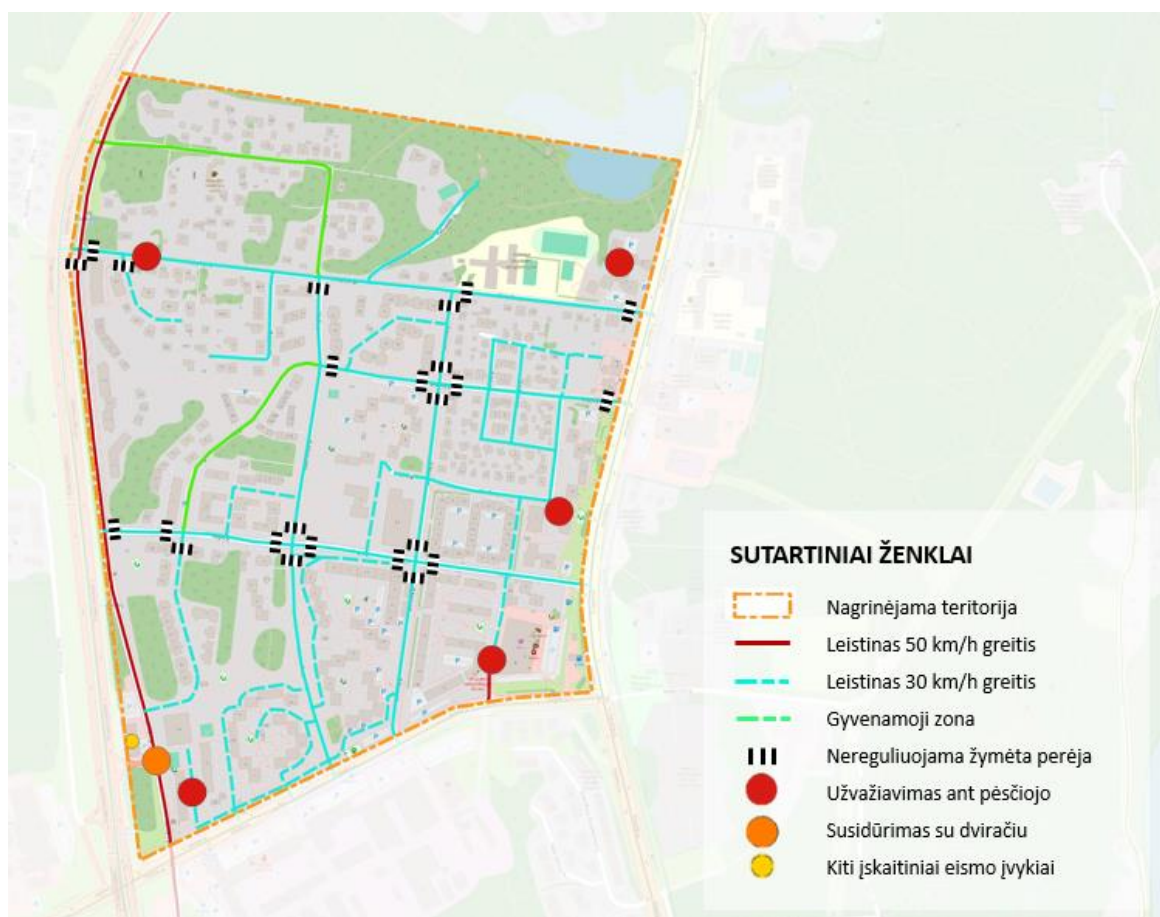 SUTARTINIAI ŽENKLAI
Nagrinėjama teritorija
Leistinas 50 km/h greitis
Leistinas 30 km/h greitis
Gyvenamoji zona
Nereguliuojama žymėta perėja
Užvažiavimas ant pėsčiojo
Susidūrimas su dviračiu
Kiti įskaitiniai eismo įvykiai